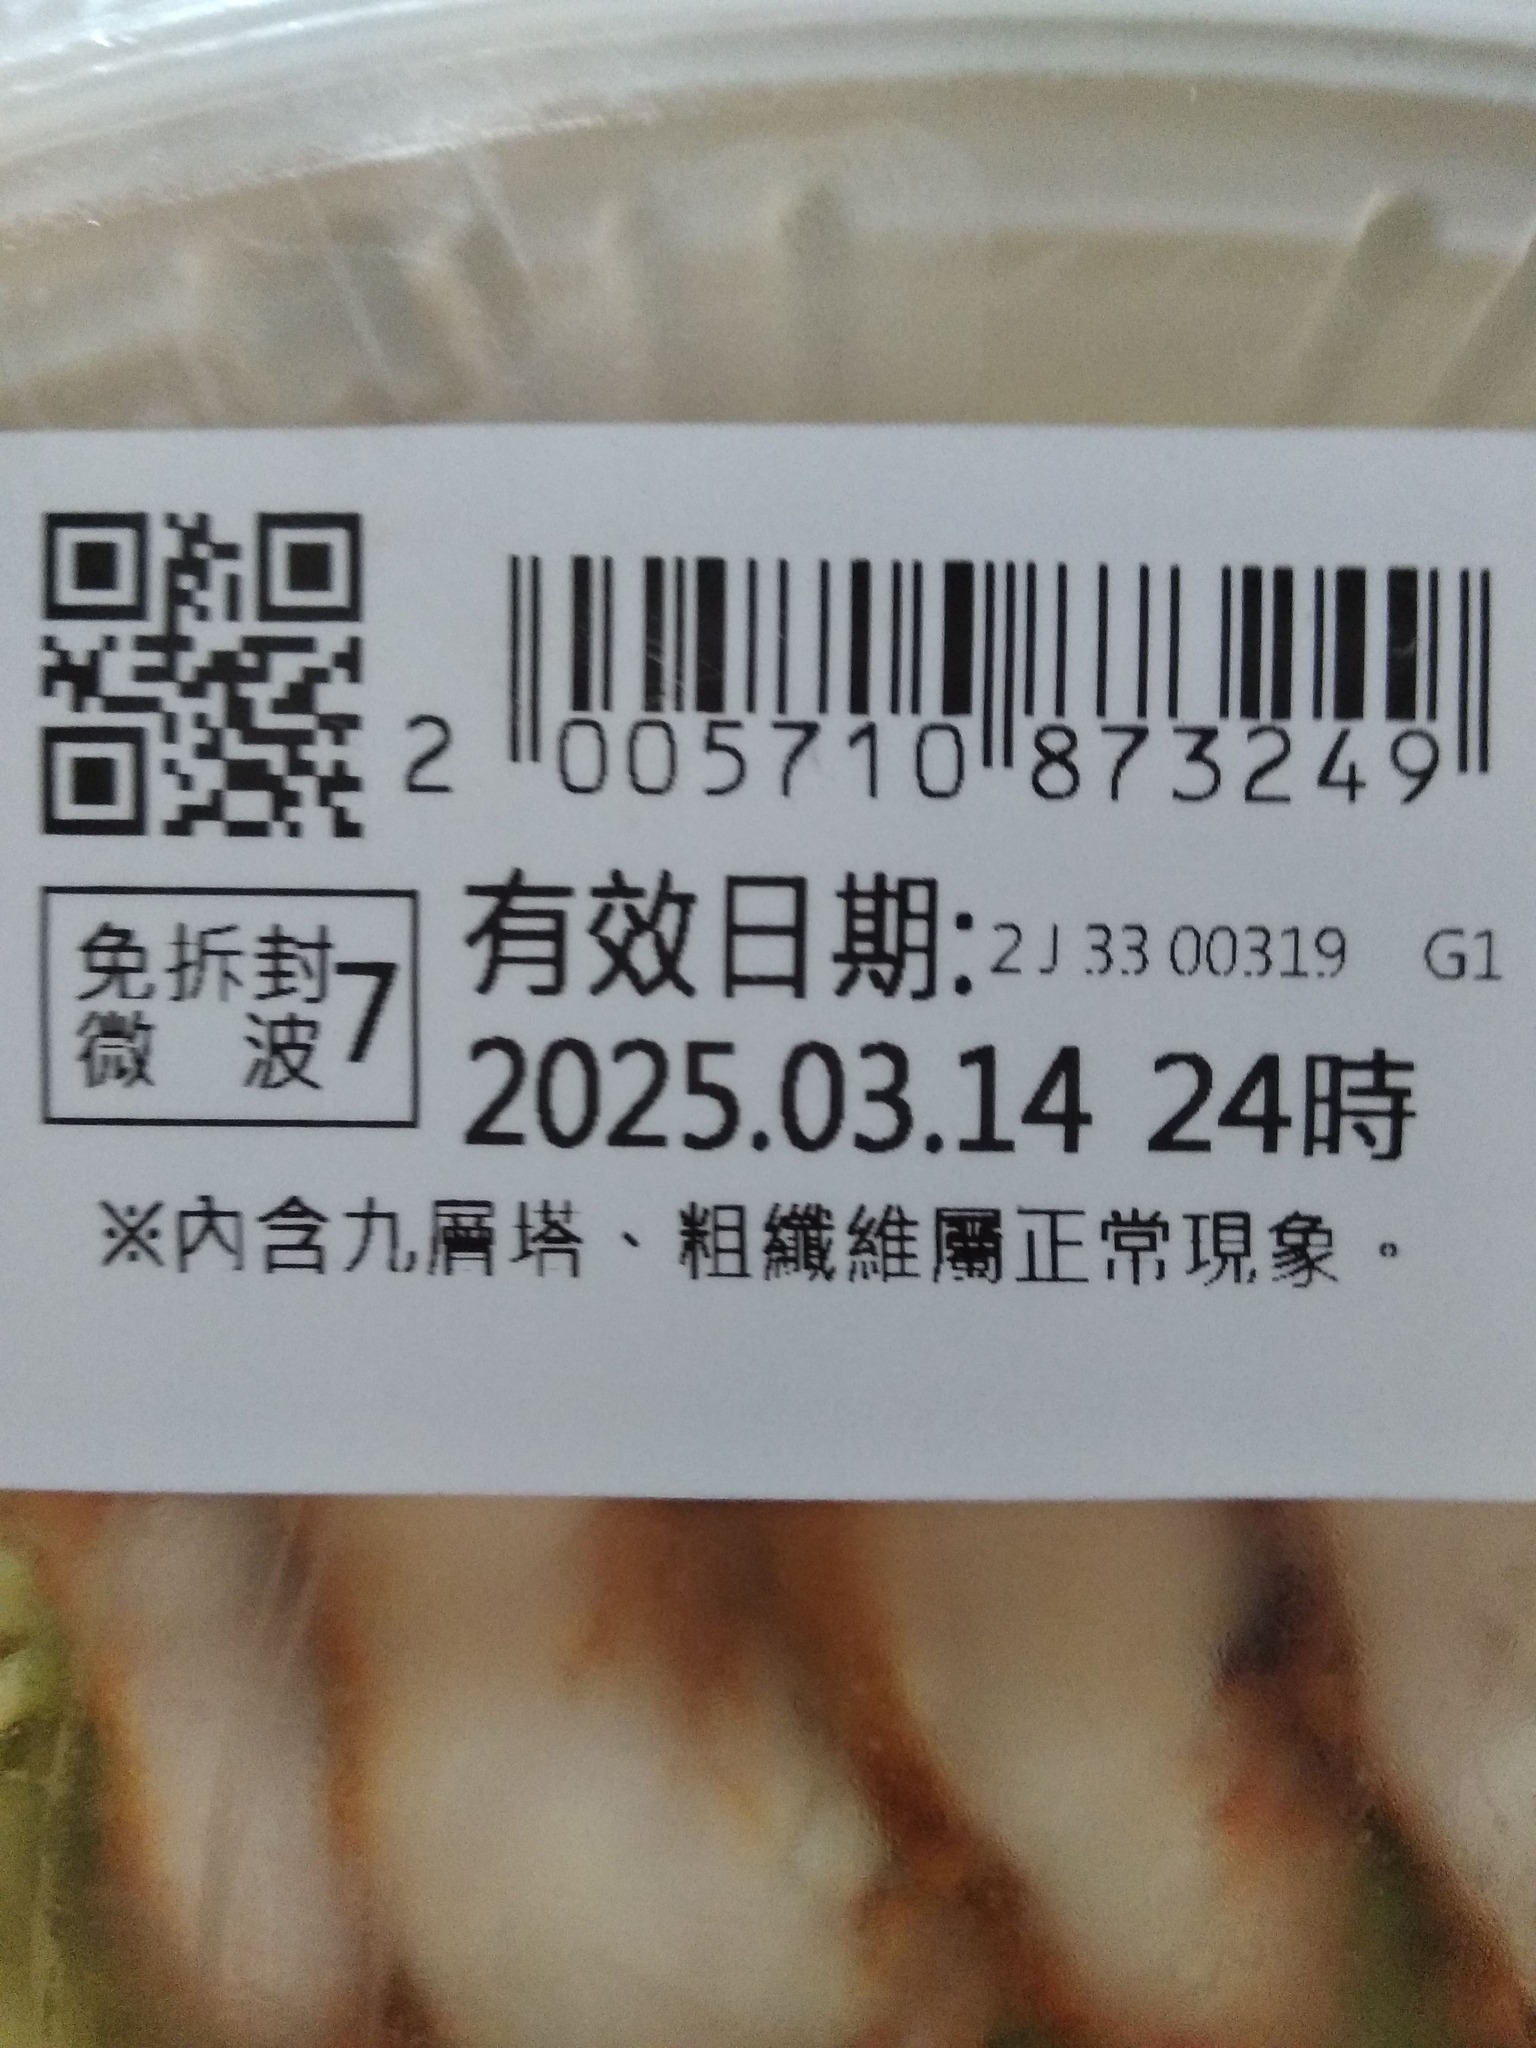 2 005710 873249
免拆封
微 波 7
有效日期: 2J 33 00319 G1
2025.03.14 24時
※內含九層塔、粗纖維屬正常現象。